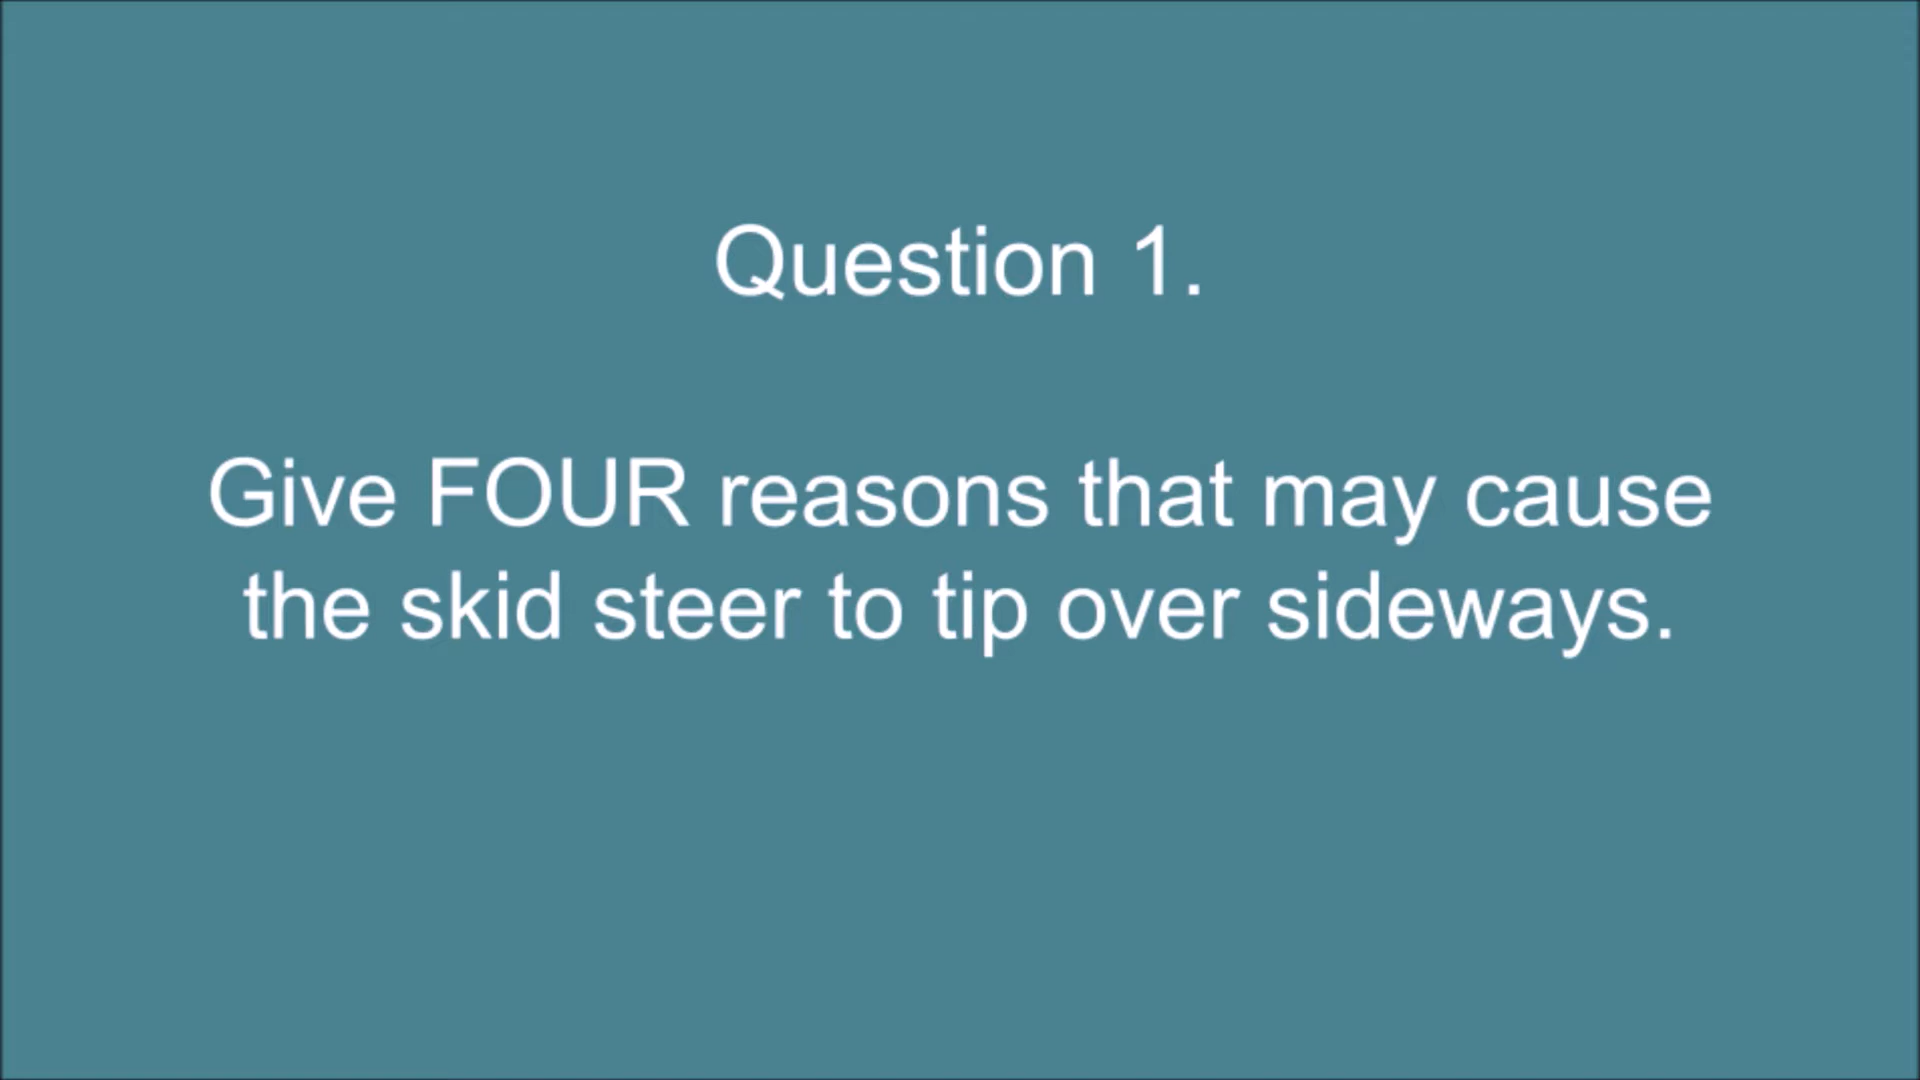 Question 1.
Give FOUR reasons that may cause
the skid steer to tip over sideways.